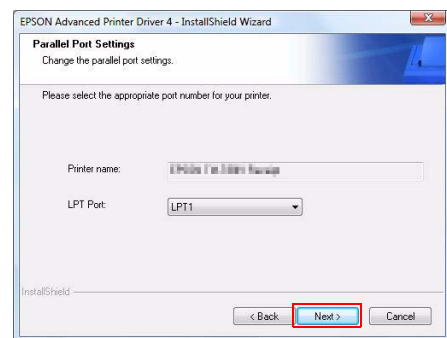 EPSON Advanced Printer Driver 4 - InstallShield Wizard
Parallel Port Settings
Change the parallel port settings.
Please select the appropriate port number for your printer.
Printer name:
LPT Port: LPT1
InstallShield
< Back Next > Cancel